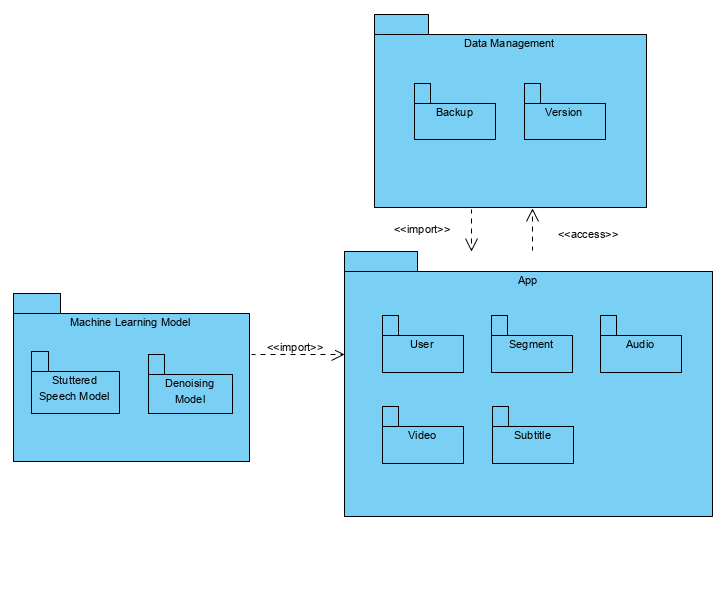 Data Management
Backup
Version
<<import>>
<<access>>
App
User
Segment
Audio
Video
Subtitle
Machine Learning Model
Stuttered
Speech Model
Denoising
Model
<<import>>